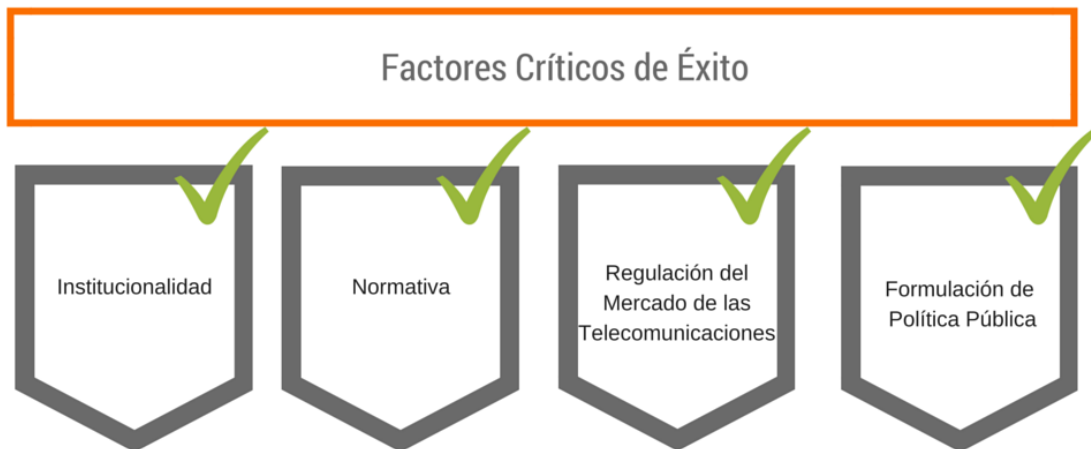 Factores Críticos de Éxito
Institucionalidad
Normativa
Regulación del
Mercado de las
Telecomunicaciones
Formulación de
Política Pública